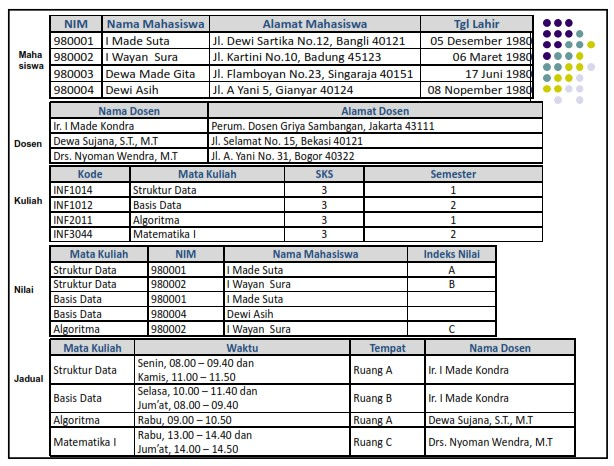 Mahasiswa
NIM Nama Mahasiswa Alamat Mahasiswa Tgl Lahir
980001 I Made Suta Jl. Dewi Sartika No.12, Bangli 40121 05 Desember 1980
980002 I Wayan Sura Jl. Kartini No.10, Badung 45123 06 Maret 1980
980003 Dewa Made Gita Jl. Flamboyan No.23, Singaraja 40151 17 Juni 1980
980004 Dewi Asih Jl. A Yani 5, Gianyar 40124 08 Nopember 1980
Dosen
Nama Dosen Alamat Dosen
Ir. I Made Kondra Perum. Dosen Griya Sambangan, Jakarta 43111
Dewa Sujana, S.T., M.T Jl. Selamat No. 15, Bekasi 40121
Drs. Nyoman Wendra, M.T Jl. A. Yani No. 31, Bogor 40322
Kuliah
Kode Mata Kuliah SKS Semester
INF1014 Struktur Data 3 1
INF1012 Basis Data 3 2
INF2011 Algoritma 3 1
INF3044 Matematika I 3 2
Nilai
Mata Kuliah NIM Nama Mahasiswa Indeks Nilai
Struktur Data 980001 I Made Suta A
Struktur Data 980002 I Wayan Sura B
Basis Data 980001 I Made Suta
Basis Data 980004 Dewi Asih
Algoritma 980002 I Wayan Sura C
Jadual
Mata Kuliah Waktu Tempat Nama Dosen
Struktur Data Senin, 08.00 – 09.40 dan
Kamis, 11.00 – 11.50 Ruang A Ir. I Made Kondra
Basis Data Selasa, 10.00 – 11.40 dan
Jum'at, 08.00 – 09.40 Ruang B Ir. I Made Kondra
Algoritma Rabu, 09.00 – 10.50 Ruang A Dewa Sujana, S.T., M.T
Matematika I Rabu, 13.00 – 14.40 dan
Jum'at, 14.00 – 14.50 Ruang C Drs. Nyoman Wendra, M.T